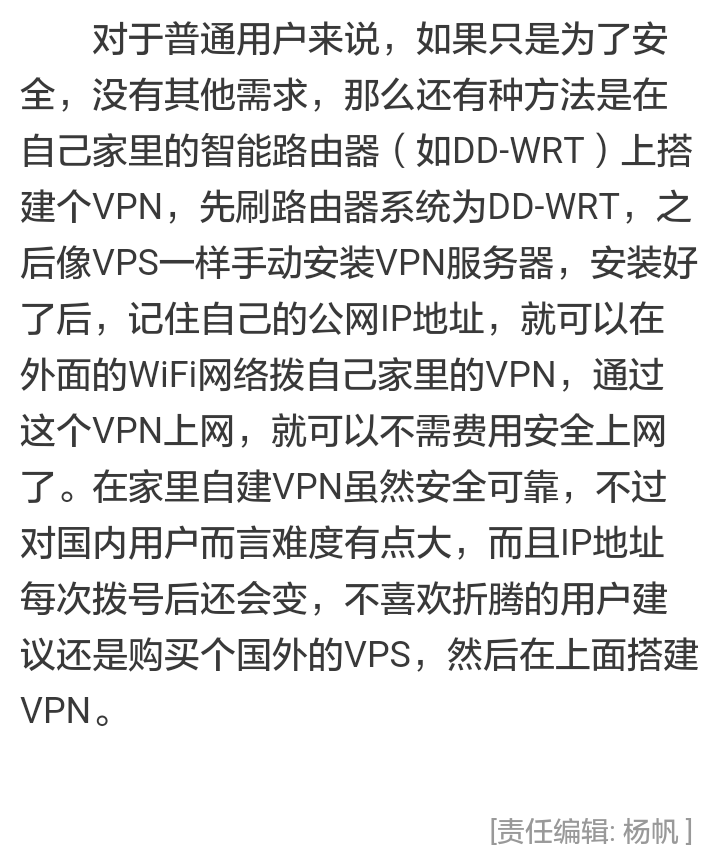 对于普通用户来说，如果只是为了安
全，没有其他需求，那么还有种方法是在
自己家里的智能路由器（如DD-WRT）上搭
建个VPN，先刷路由器系统为DD-WRT，之
后像VPS一样手动安装VPN服务器，安装好
了后，记住自己的公网IP地址，就可以在
外面的WiFi网络拨自己家里的VPN，通过
这个VPN上网，就可以不需费用安全上网
了。在家里自建VPN虽然安全可靠，不过
对国内用户而言难度有点大，而且IP地址
每次拨号后还会变，不喜欢折腾的用户建
议还是购买个国外的VPS，然后在上面搭建
VPN。
[责任编辑: 杨帆 ]